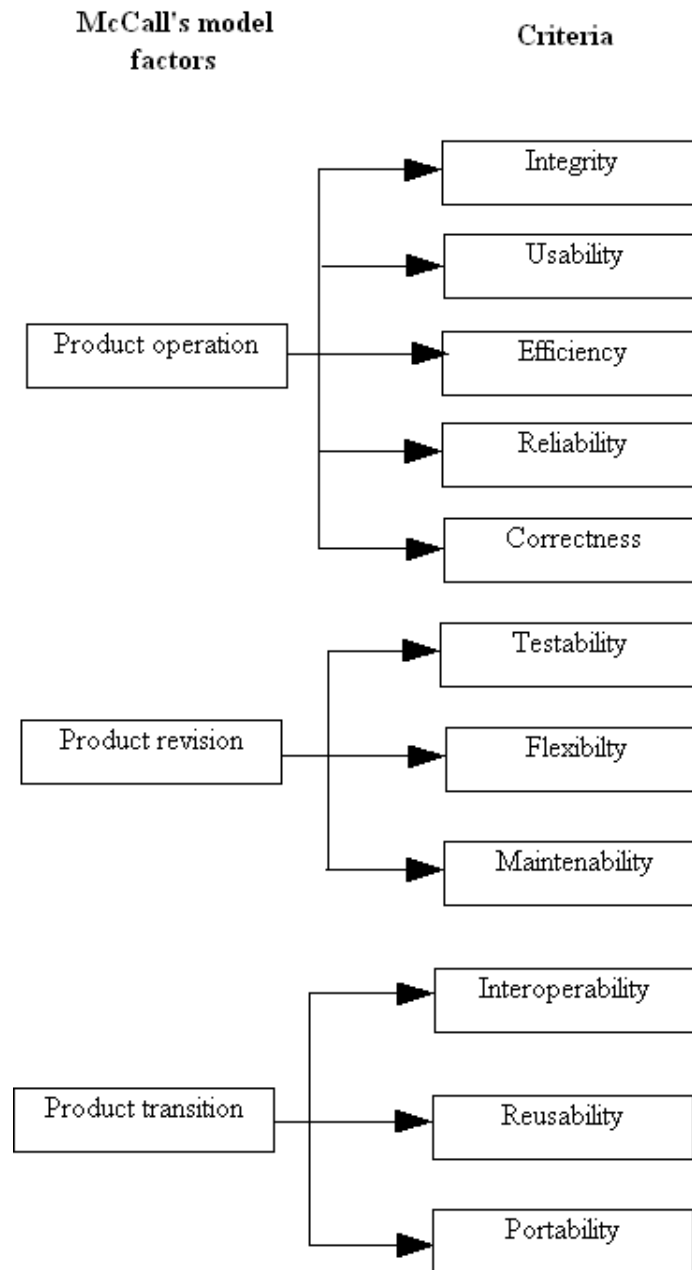 McCall's model
factors
Criteria
Integrity
Usability
Product operation
Efficiency
Reliability
Correctness
Testability
Product revision
Flexibilty
Maintenability
Interoperability
Product transition
Reusability
Portability